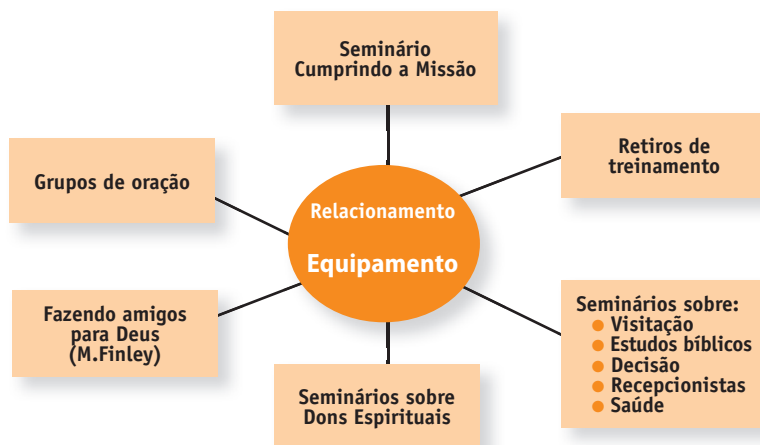 Seminário
Cumprindo a Missão
Retiros de
treinamento
Grupos de oração
Relacionamento
Equipamento
Fazendo amigos
para Deus
(M.Finley)
Seminários sobre
Dons Espirituais
Seminários sobre:
● Visitação
● Estudos bíblicos
● Decisão
● Recepcionistas
● Saúde